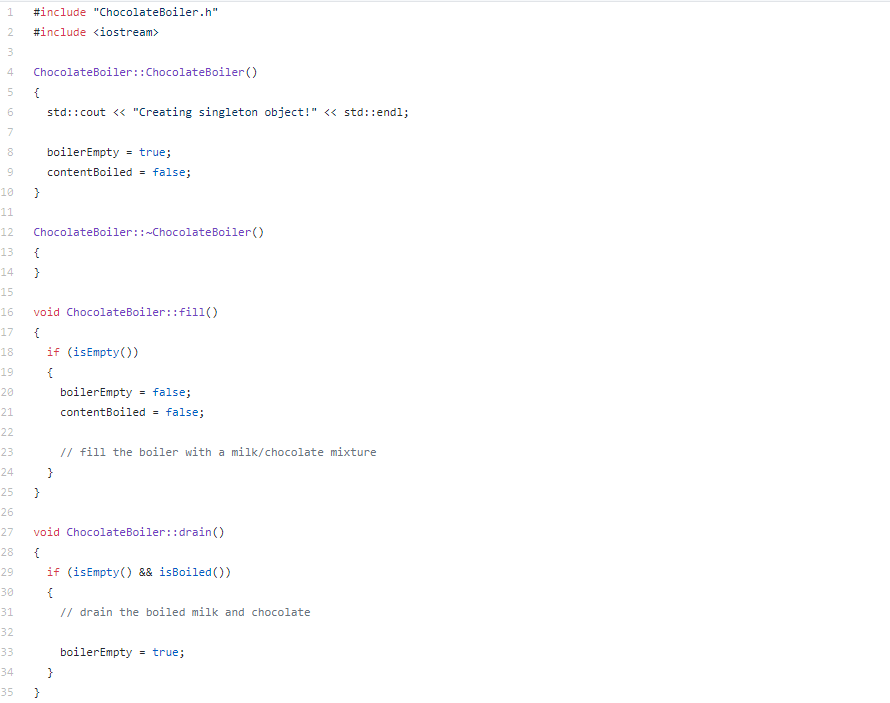 1 #include "ChocolateBoiler.h"
2 #include <iostream>
3
4 ChocolateBoiler::ChocolateBoiler()
5 {
6   std::cout << "Creating singleton object!" << std::endl;
7
8   boilerEmpty = true;
9   contentBoiled = false;
10 }
11
12 ChocolateBoiler::~ChocolateBoiler()
13 {
14 }
15
16 void ChocolateBoiler::fill()
17 {
18   if (isEmpty())
19   {
20     boilerEmpty = false;
21     contentBoiled = false;
22
23     // fill the boiler with a milk/chocolate mixture
24   }
25 }
26
27 void ChocolateBoiler::drain()
28 {
29   if (isEmpty() && isBoiled())
30   {
31     // drain the boiled milk and chocolate
32
33     boilerEmpty = true;
34   }
35 }